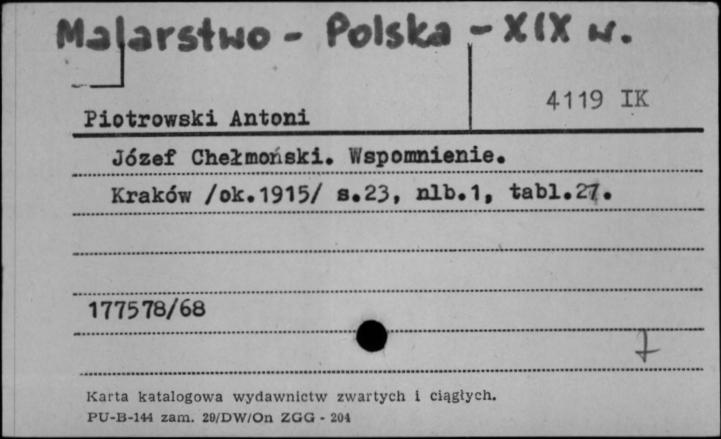 Malarstwo - Polska - XIX w.
4119 IK
Piotrowski Antoni
Józef Chełmoński. Wspomnienie.
Kraków /ok.1915/ s.23, nlb.1, tabl.27.
177578/68
Karta katalogowa wydawnictw zwartych i ciągłych.
PU-B-144 zam. 29/DW/On ZGG - 204